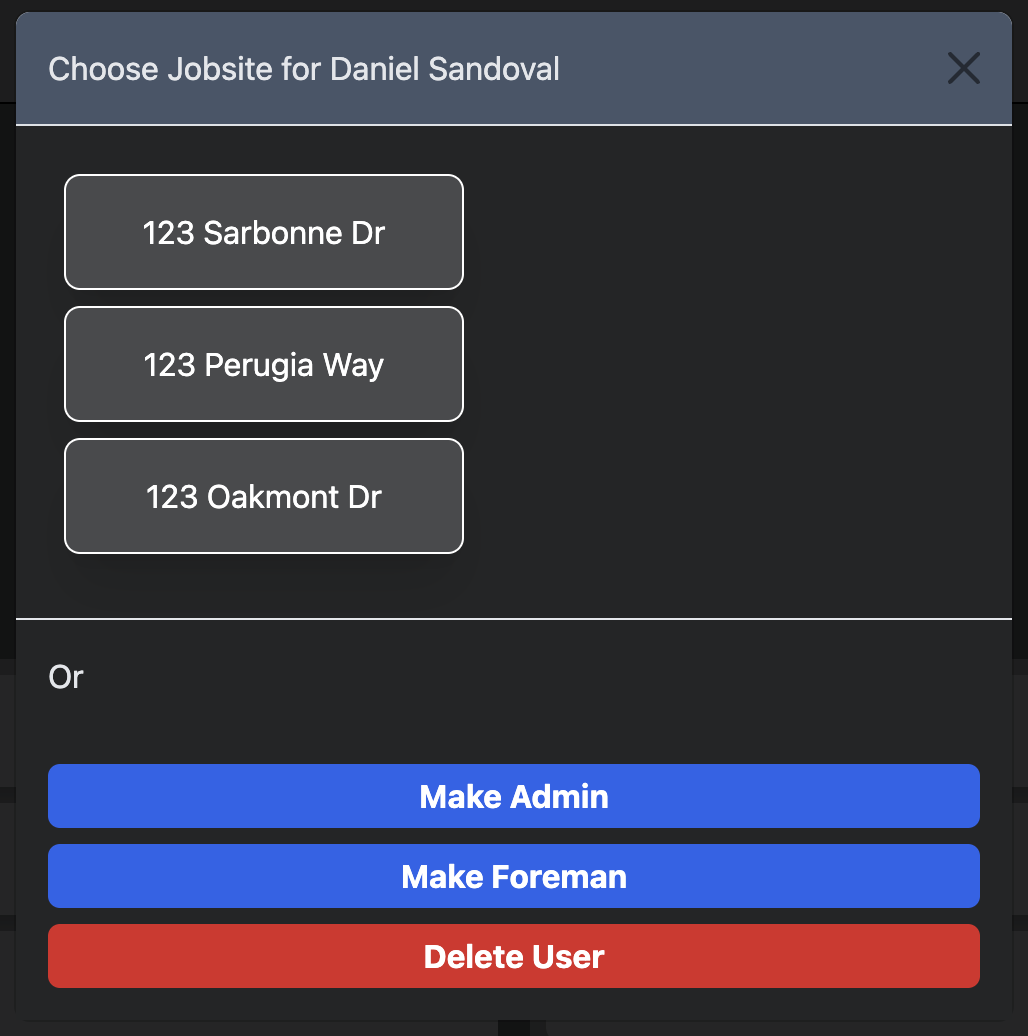 Choose Jobsite for Daniel Sandoval
123 Sarbonne Dr
123 Perugia Way
123 Oakmont Dr
Or
Make Admin
Make Foreman
Delete User